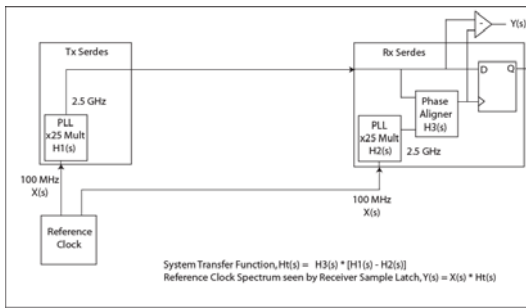 Tx Serdes
Rx Serdes
Y(s)
2.5 GHz
D
Q
PLL
x25 Mult
H1(s)
Phase
Aligner
H3(s)
PLL
x25 Mult
H2(s)
2.5 GHz
100 MHz
X(s)
100 MHz
X(s)
Reference
Clock
System Transfer Function, Ht(s) = H3(s) * [H1(s) - H2(s)]
Reference Clock Spectrum seen by Receiver Sample Latch, Y(s) = X(s) * Ht(s)